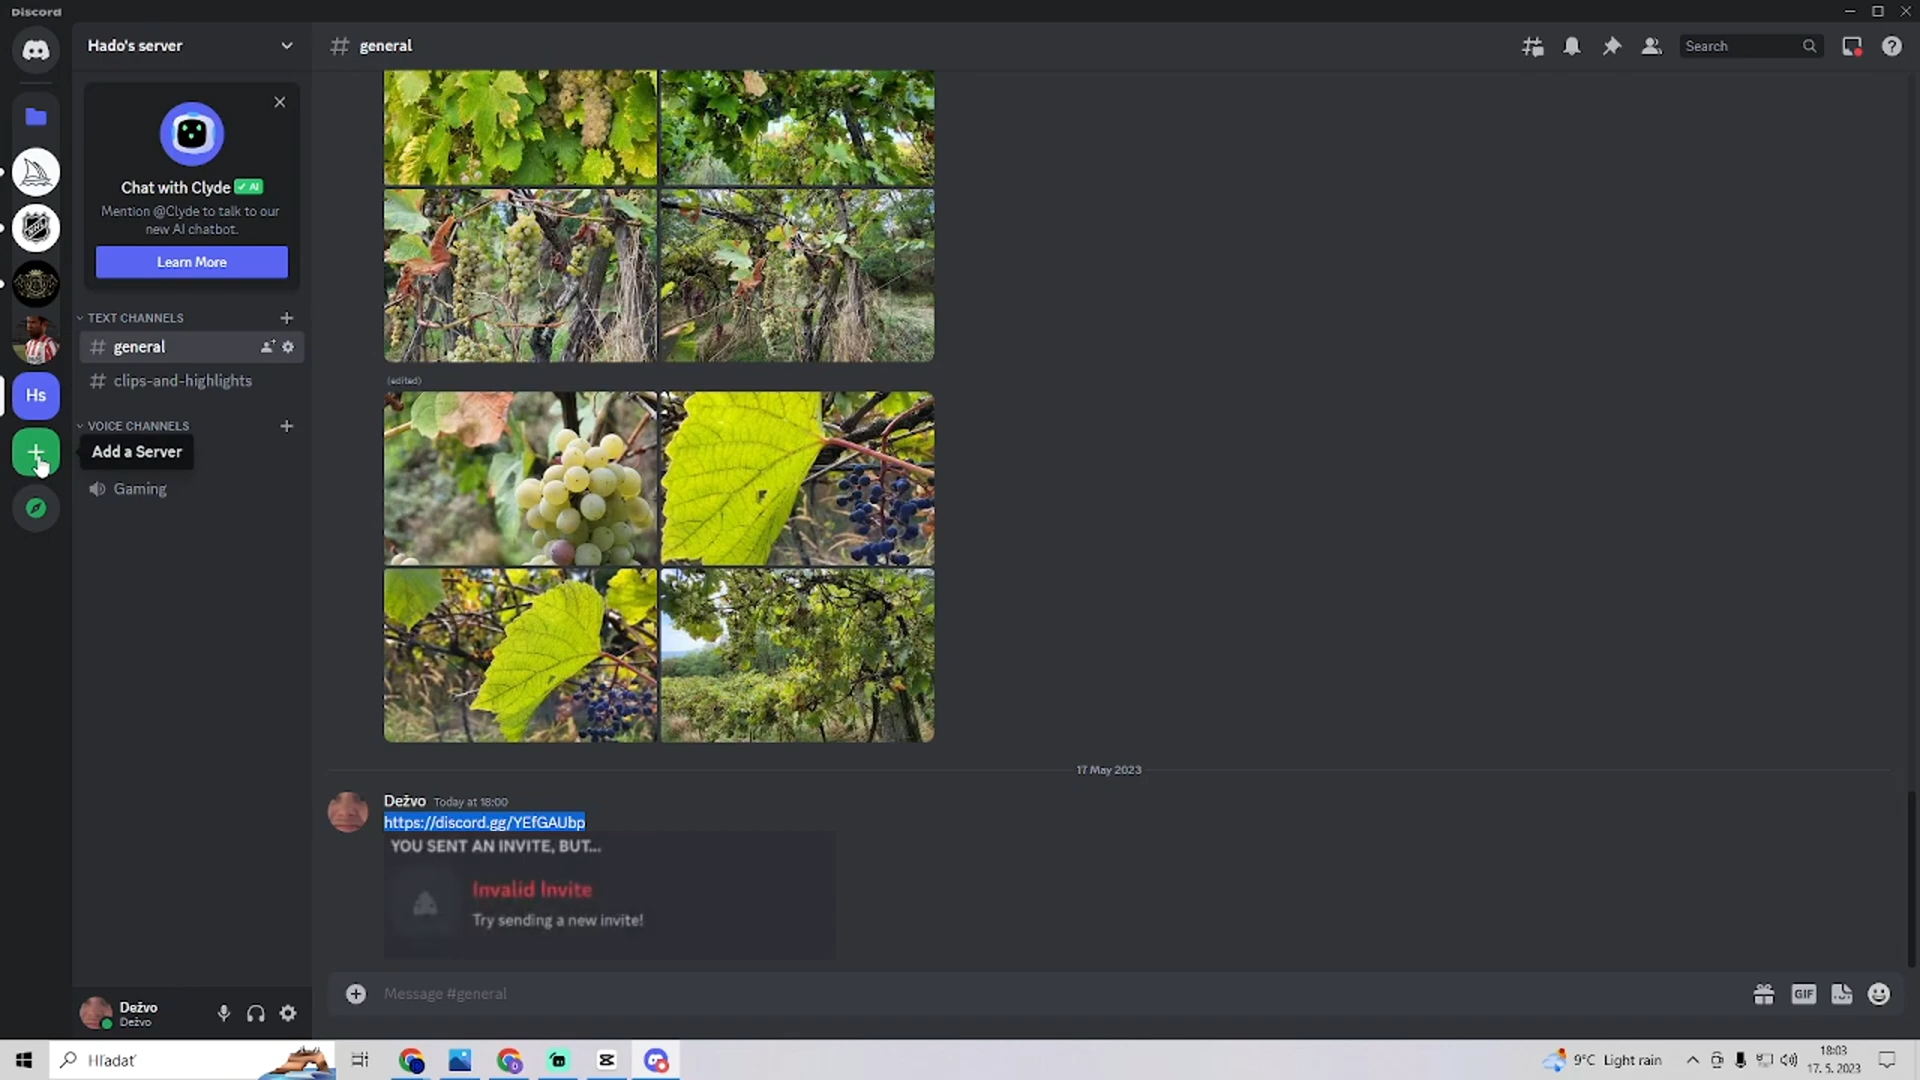 Discord
Hado's server
general
Search
Chat with Clyde AI
Mention @Clyde to talk to our
new AI chatbot.
Learn More
TEXT CHANNELS
general
clips-and-highlights
VOICE CHANNELS
Add a Server
Gaming
Hs
(edited)
17 May 2023
Dežvo Today at 18:00
https://discord.gg/YEfGAUbp
YOU SENT AN INVITE, BUT...
Invalid Invite
Try sending a new invite!
Message #general
GIF
Dežvo
Dežvo
Hľadať
9°C Light rain
18:03
17. 5. 2023